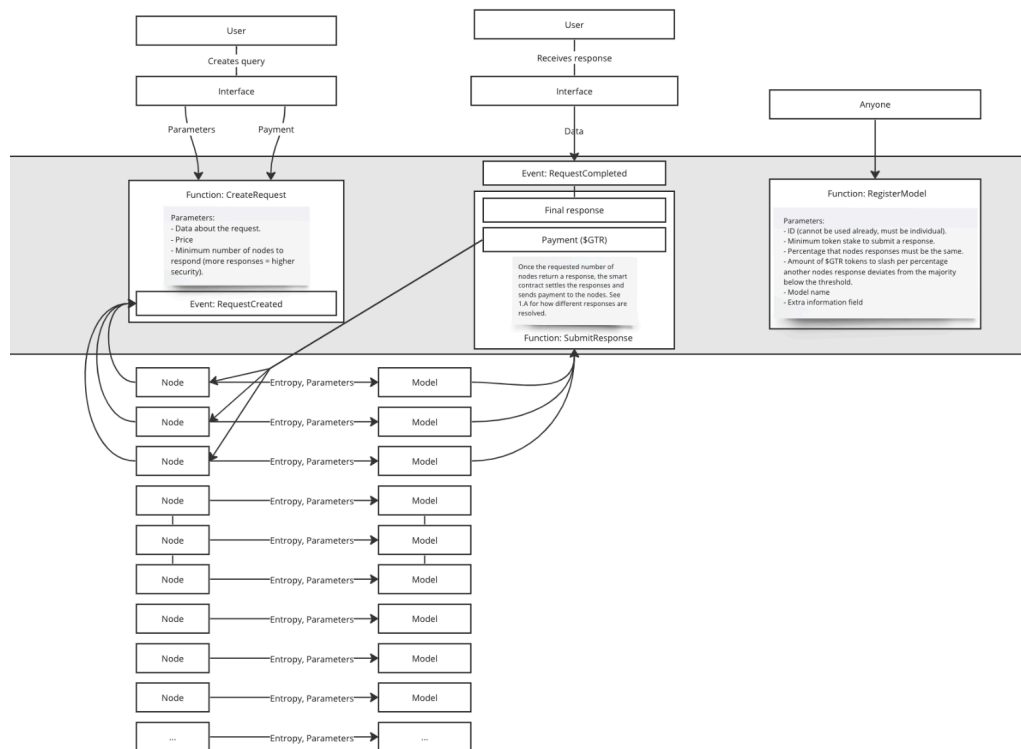 User
Creates query
Interface
Parameters
Payment
Function: CreateRequest
Parameters:
- Data about the request.
- Price
- Minimum number of nodes to
respond (more responses = higher
security).
Event: RequestCreated
User
Receives response
Interface
Data
Event: RequestCompleted
Final response
Payment ($GTR)
Once the requested number of
nodes return a response, the smart
contract settles the responses and
sends payment to the nodes. See
1.A for how different responses are
resolved.
Function: SubmitResponse
Anyone
Function: RegisterModel
Parameters:
- ID (cannot be used already, must be individual).
- Minimum token stake to submit a response.
- Percentage that nodes responses must be the same.
- Amount of $GTR tokens to slash per percentage
another nodes response deviates from the majority
below the threshold.
- Model name
- Extra information field
Node
Entropy, Parameters
Model
Node
Entropy, Parameters
Model
Node
Entropy, Parameters
Model
Node
Entropy, Parameters
Model
Node
Entropy, Parameters
Model
Node
Entropy, Parameters
Model
Node
Entropy, Parameters
Model
Node
Entropy, Parameters
Model
Node
Entropy, Parameters
Model
...
Entropy, Parameters
...